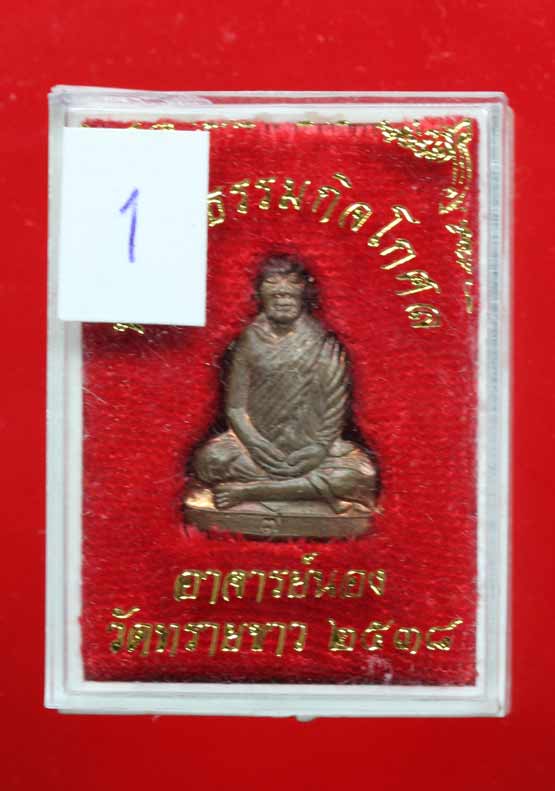 1
ธรรมกิตโกศล
๗
อาจารย์นอง
วัดทรายขาว ๒๕๓๘